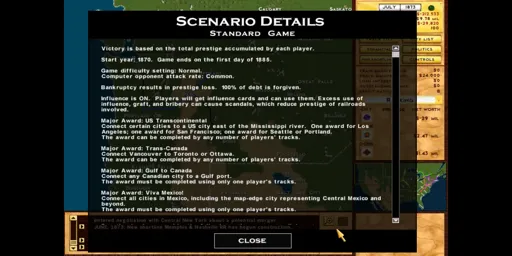 CALGARY
SASKATOON
JULY 1873
SCENARIO DETAILS
STANDARD GAME
Victory is based on the total prestige accumulated by each player.
Start year: 1870. Game ends on the first day of 1885.
Game difficulty setting: Normal.
Computer opponent attack rate: Common.
Bankruptcy results in prestige loss. 100% of debt is forgiven.
Influence is ON. Players will get influence cards and can use them. Excess use of
influence, graft, and bribery can cause scandals, which reduce prestige of railroads
involved.
Major Award: US Transcontinental
Connect certain cities to a US city east of the Mississippi river. One award for Los
Angeles; one award for San Francisco; one award for Seattle or Portland.
The award can be completed by any number of players' tracks.
Major Award: Trans-Canada
Connect Vancouver to Toronto or Ottawa.
The award can be completed by any number of players' tracks.
Major Award: Gulf to Canada
Connect any Canadian city to a Gulf port.
The award must be completed using only one player's tracks.
Major Award: Viva Mexico!
Connect all cities in Mexico, including the map-edge city representing Central Mexico and
beyond.
The award must be completed using only one player's tracks.
CLOSE